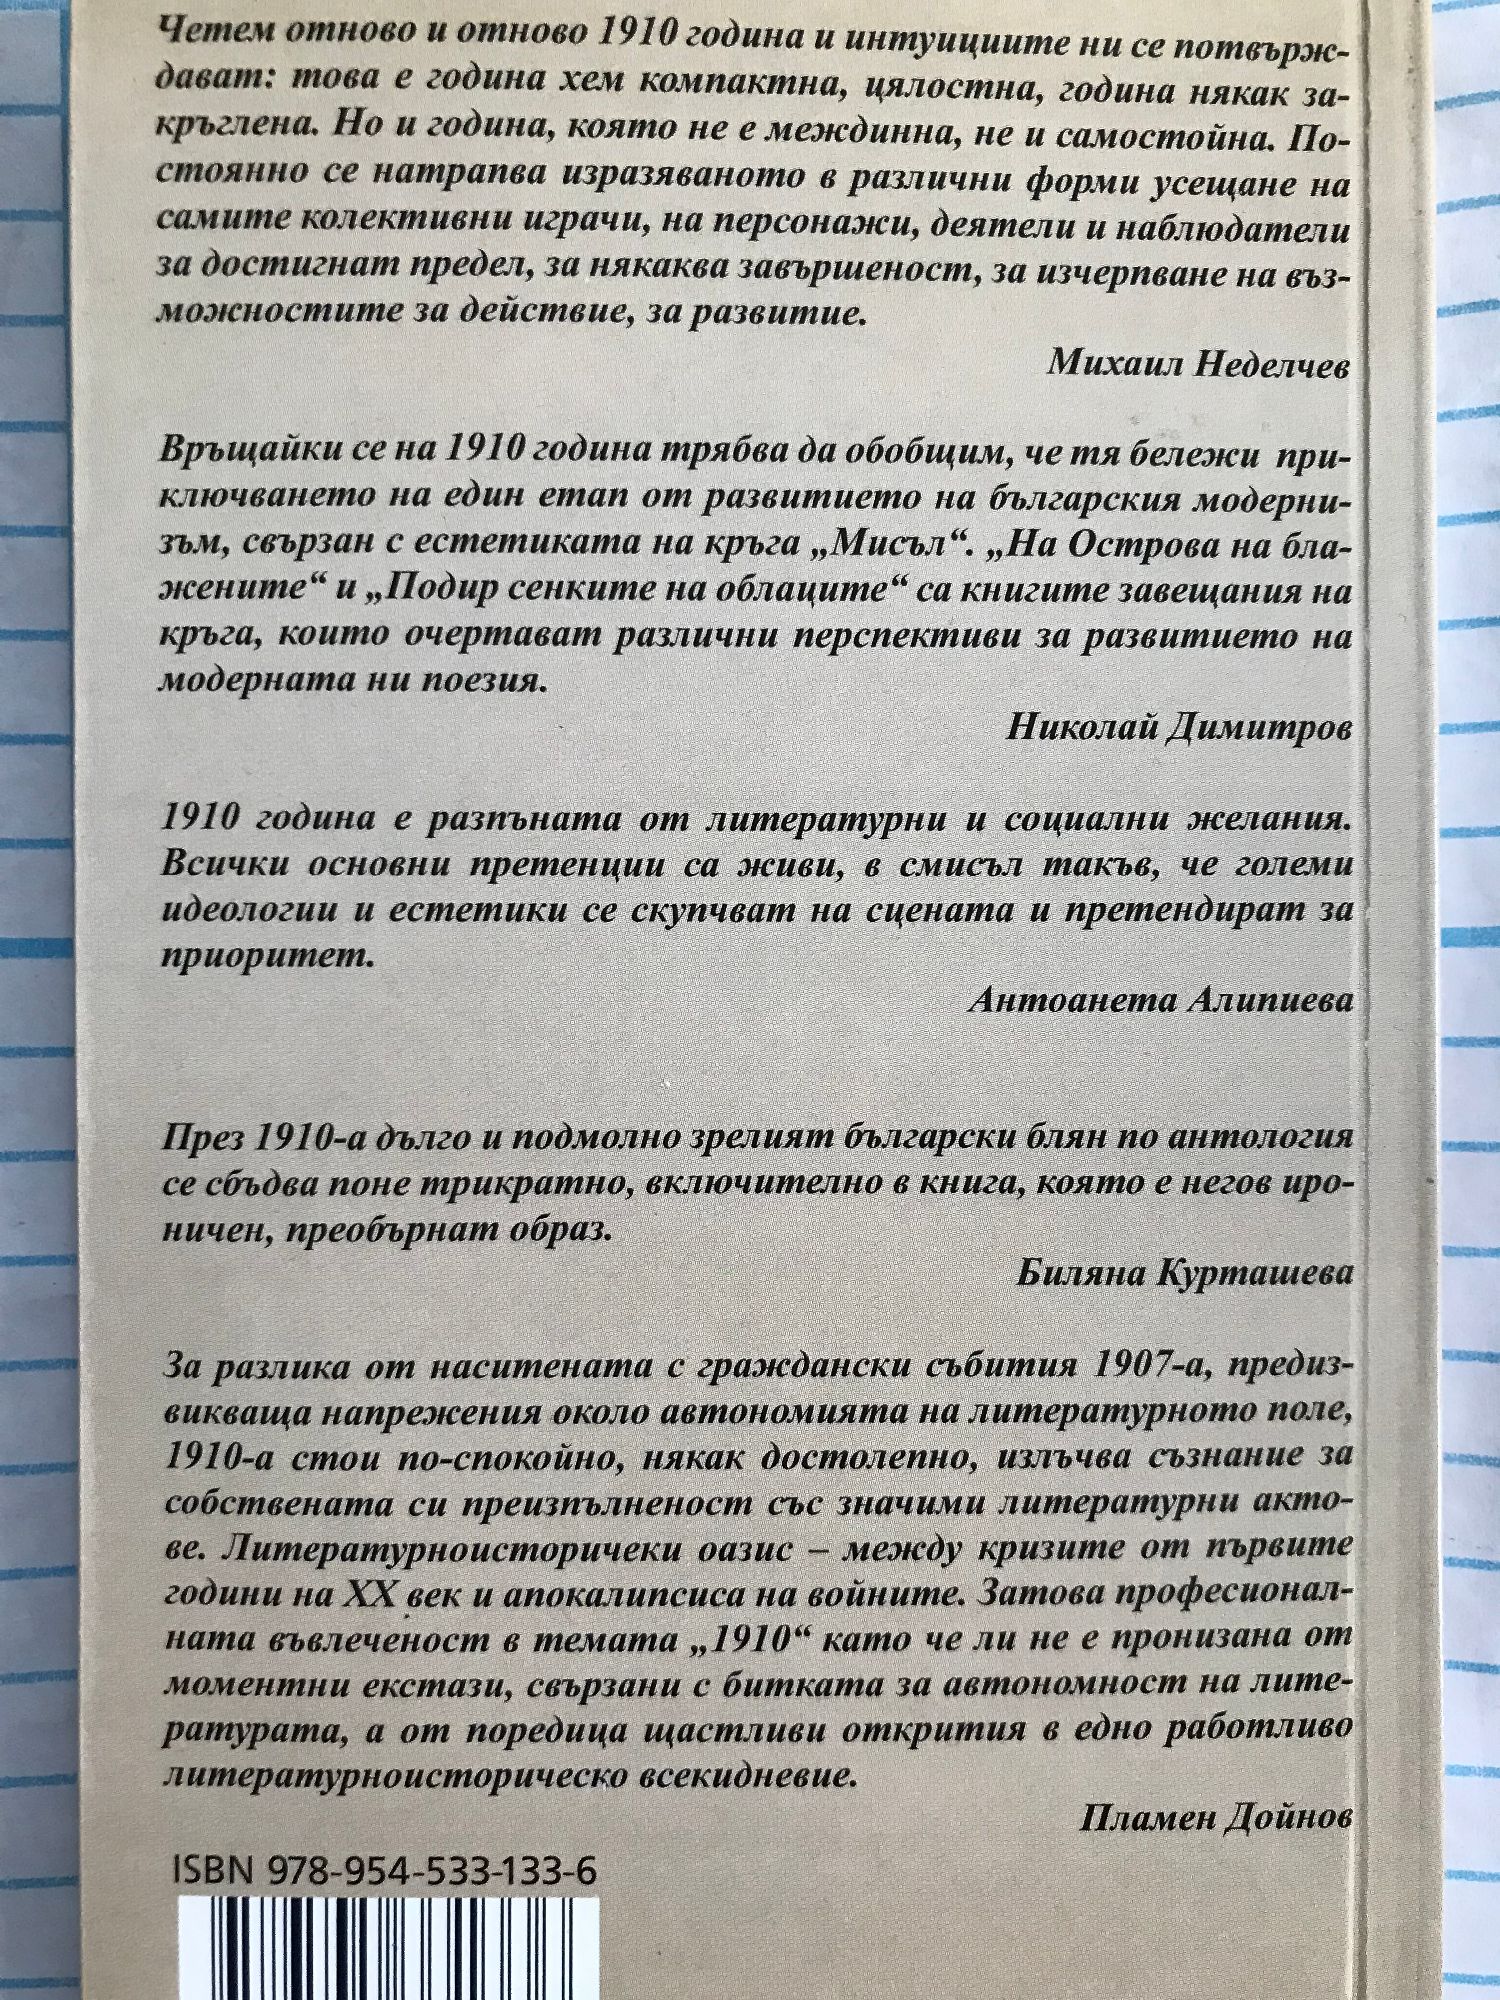 Четем отново и отново 1910 година и интуициите ни се потвърж-
дават: това е година хем компактна, цялостна, година някак за-
кръглена. Но и година, която не е междинна, не и самостойна. По-
стоянно се натрапва изразяваното в различни форми усещане на
самите колективни играчи, на персонажи, деятели и наблюдатели
за достигнат предел, за някаква завършеност, за изчерпване на въз-
можностите за действие, за развитие.
Михаил Неделчев
Връщайки се на 1910 година трябва да обобщим, че тя бележи при-
ключването на един етап от развитието на българския модерни-
зъм, свързан с естетиката на кръга „Мисъл“. „На Острова на бла-
жените“ и „Подир сенките на облаците“ са книгите завещания на
кръга, които очертават различни перспективи за развитието на
модерната ни поезия.
Николай Димитров
1910 година е разпъната от литературни и социални желания.
Всички основни претенции са живи, в смисъл такъв, че големи
идеологии и естетики се скупчват на сцената и претендират за
приоритет.
Антоанета Алипиева
През 1910-а дълго и подмолно зрелият български блян по антология
се сбъдва поне трикратно, включително в книга, която е негов иро-
ничен, преобърнат образ.
Биляна Курташева
За разлика от наситената с граждански събития 1907-а, предиз-
викваща напрежения около автономията на литературното поле,
1910-а стои по-спокойно, някак достолепно, излъчва съзнание за
собствената си преизпълненост със значими литературни акто-
ве. Литературноисторичеки оазис – между кризите от първите
години на ХХ век и апокалипсиса на войните. Затова професионал-
ната въвлеченост в темата „1910“ като че ли не е пронизана от
моментни екстази, свързани с битката за автономност на лите-
ратурата, а от поредица щастливи открития в едно работливо
литературноисторическо всекидневие.
Пламен Дойнов
ISBN 978-954-533-133-6